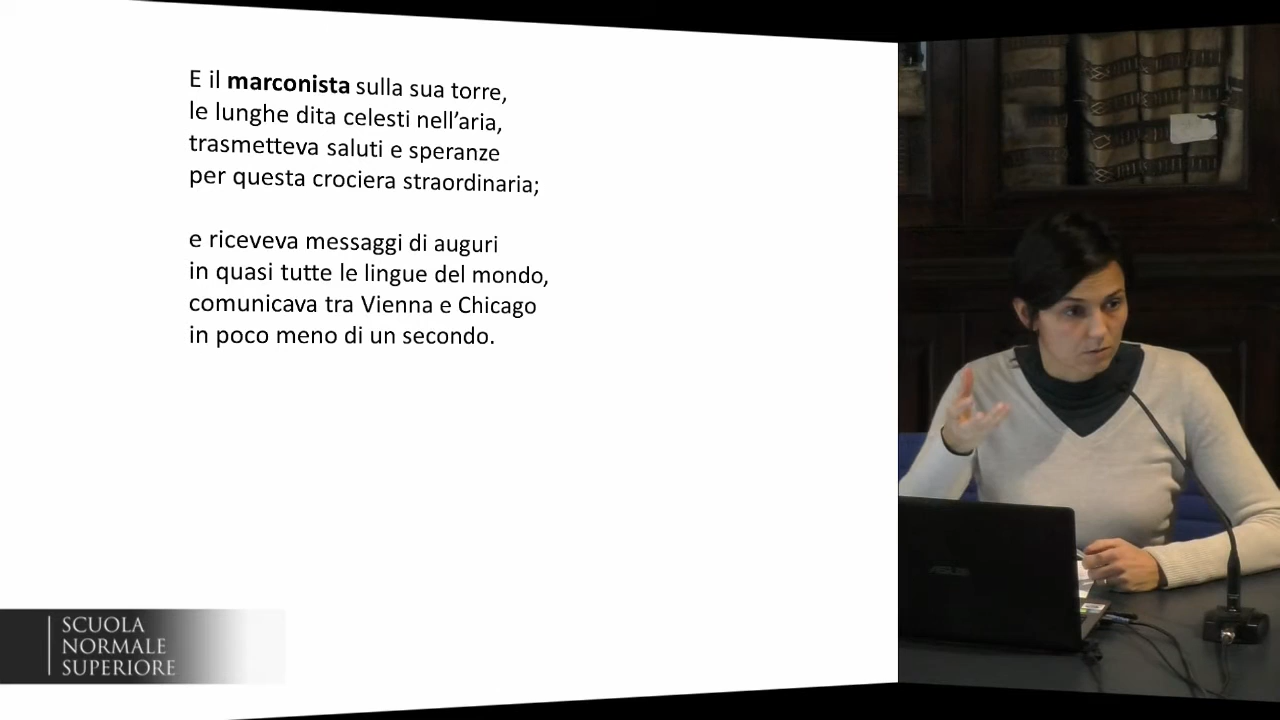 E il marconista sulla sua torre,
le lunghe dita celesti nell’aria,
trasmetteva saluti e speranze
per questa crociera straordinaria;
e riceveva messaggi di auguri
in quasi tutte le lingue del mondo,
comunicava tra Vienna e Chicago
in poco meno di un secondo.
SCUOLA
NORMALE
SUPERIORE
ASUS